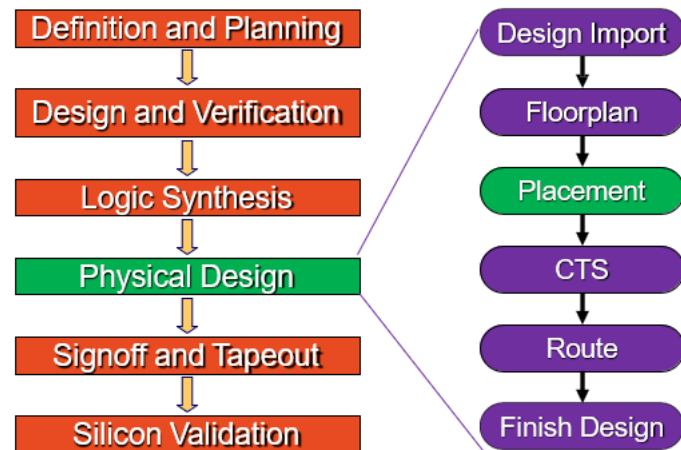 Definition and Planning
Design and Verification
Logic Synthesis
Physical Design
Signoff and Tapeout
Silicon Validation
Design Import
Floorplan
Placement
CTS
Route
Finish Design